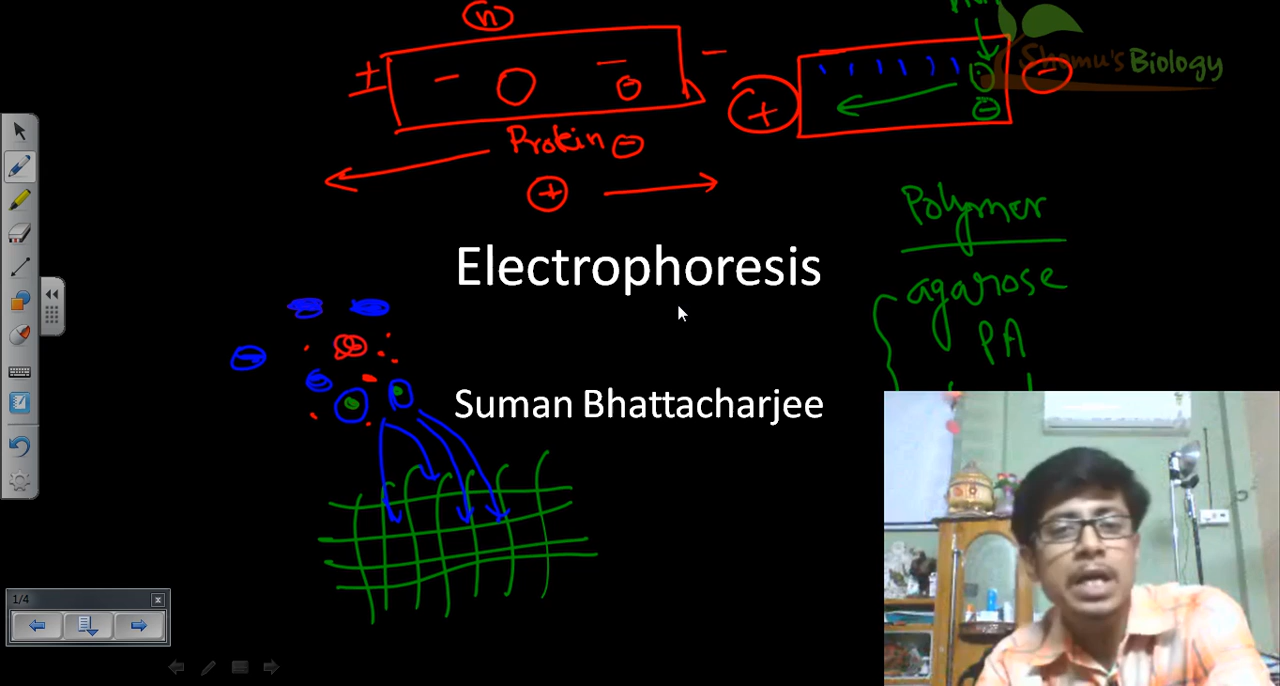 n
Shomu's Biology
± - - -
+ -
Protein -
+
Polymer
agarose
PA
Electrophoresis
Suman Bhattacharjee
1/4